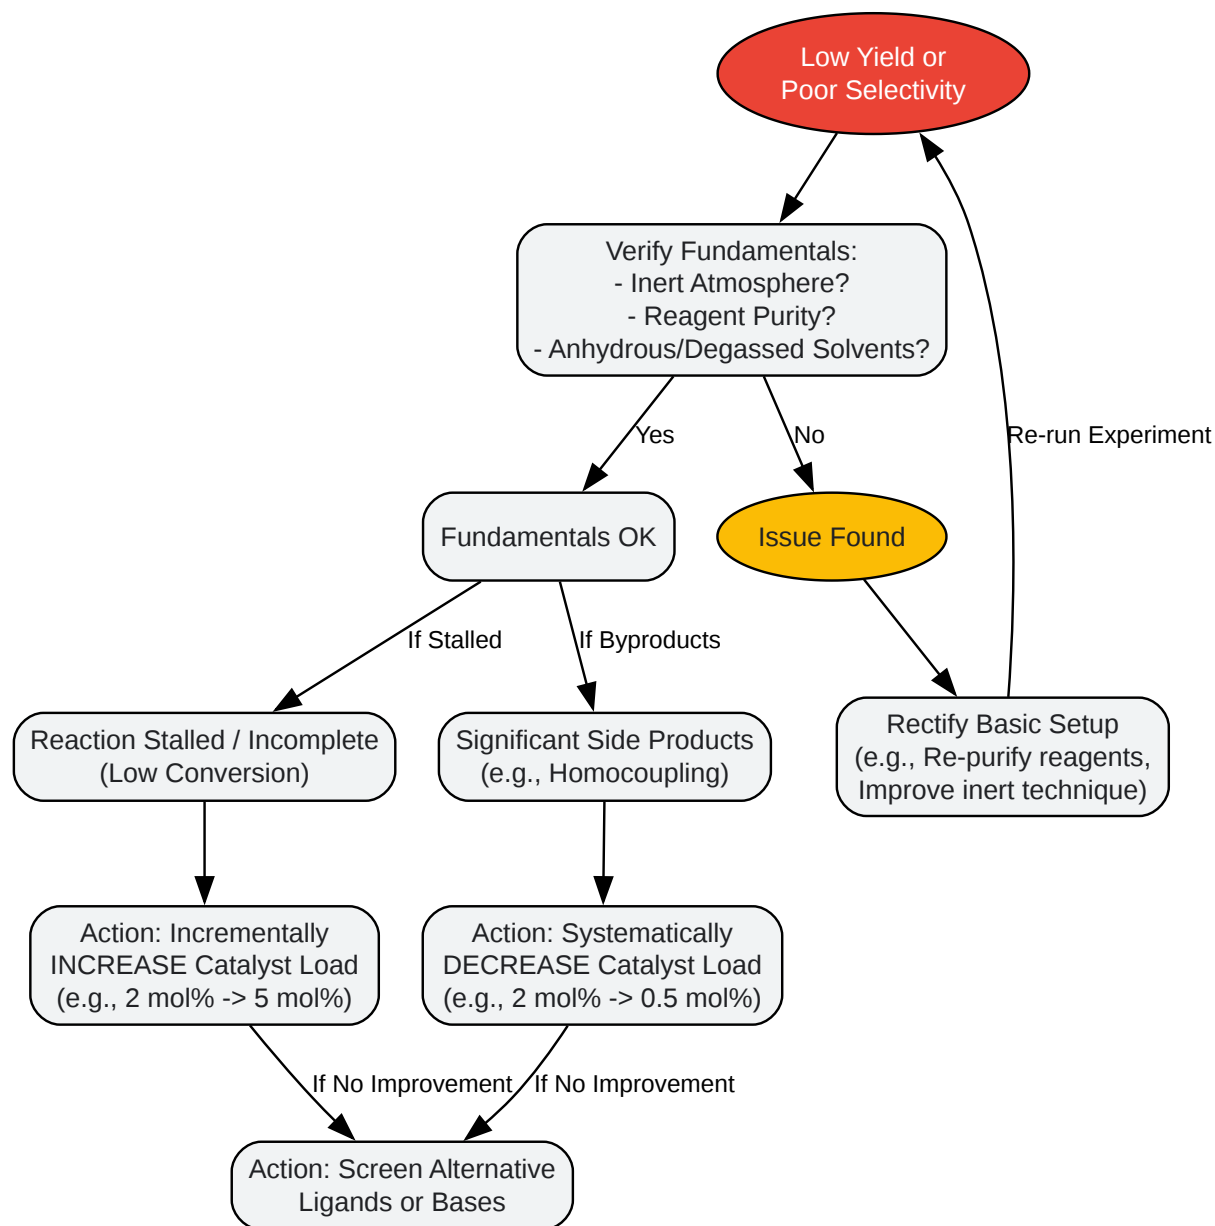 Low Yield or
Poor Selectivity
Verify Fundamentals:
- Inert Atmosphere?
- Reagent Purity?
- Anhydrous/Degassed Solvents?
Yes
No
Re-run Experiment
Fundamentals OK
Issue Found
If Stalled
If Byproducts
Reaction Stalled / Incomplete
(Low Conversion)
Significant Side Products
(e.g., Homocoupling)
Rectify Basic Setup
(e.g., Re-purify reagents,
Improve inert technique)
Action: Incrementally
INCREASE Catalyst Load
(e.g., 2 mol% -> 5 mol%)
Action: Systematically
DECREASE Catalyst Load
(e.g., 2 mol% -> 0.5 mol%)
If No Improvement
If No Improvement
Action: Screen Alternative
Ligands or Bases